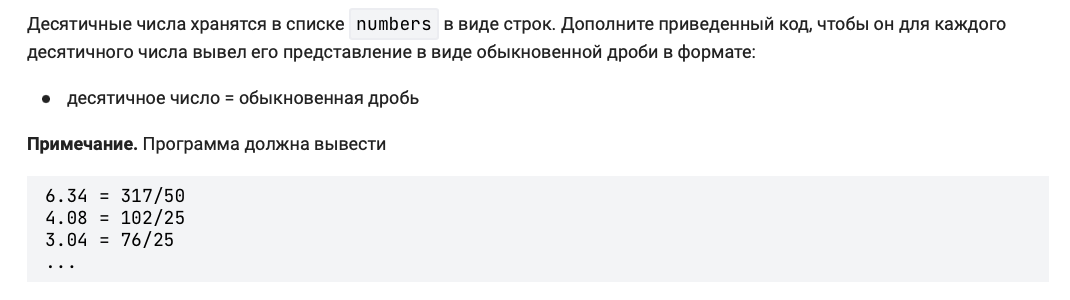 Десятичные числа хранятся в списке numbers в виде строк. Дополните приведенный код, чтобы он для каждого
десятичного числа вывел его представление в виде обыкновенной дроби в формате:
● десятичное число = обыкновенная дробь
Примечание. Программа должна вывести
6.34 = 317/50
4.08 = 102/25
3.04 = 76/25
...